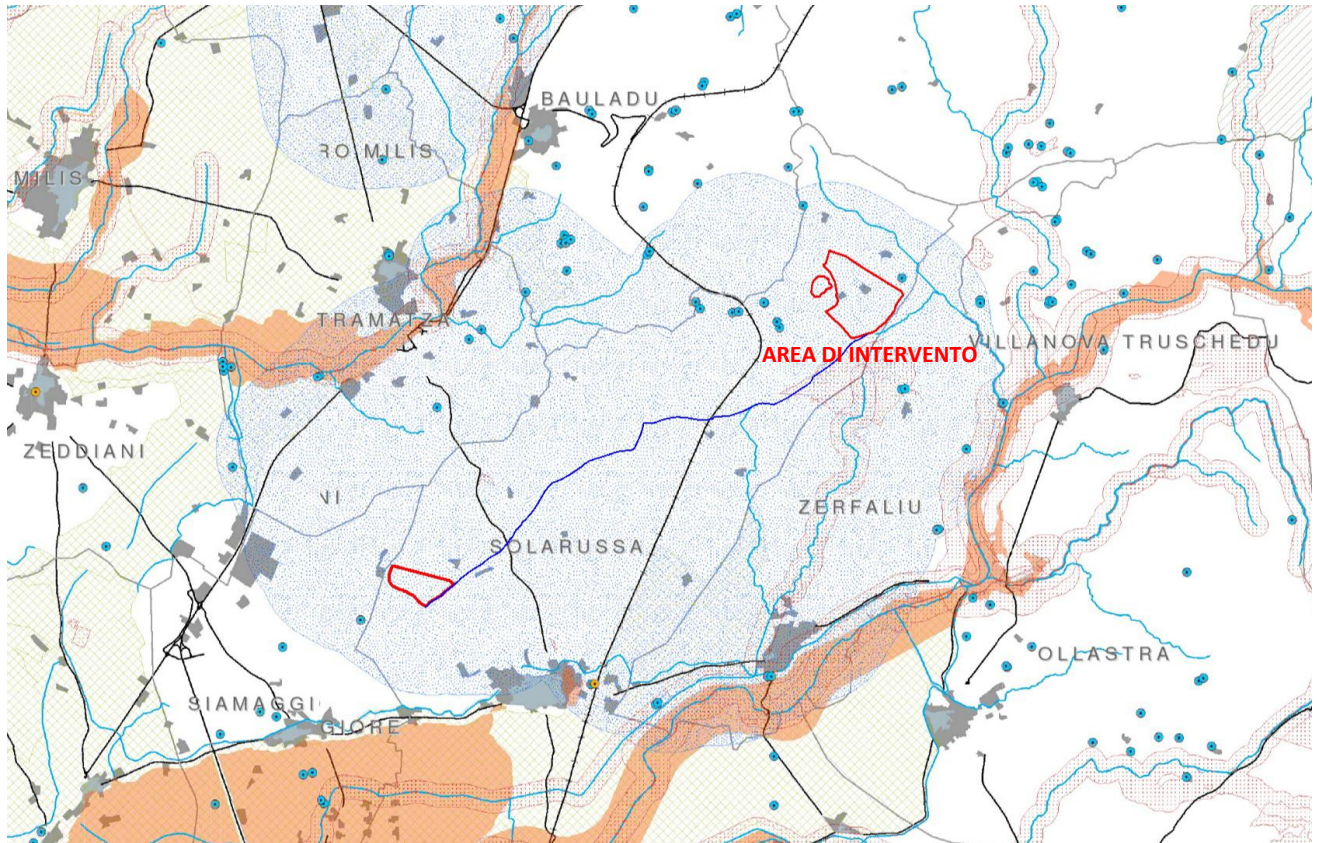 BAULADU
RO MILIS
MILIS
TRAMATZA
AREA DI INTERVENTO
VILLANOVA TRUSCHEDU
ZEDDIANI
NI
ZERFALIU
SOLARUSSA
OLLASTRA
SIAMAGGI
GIORE